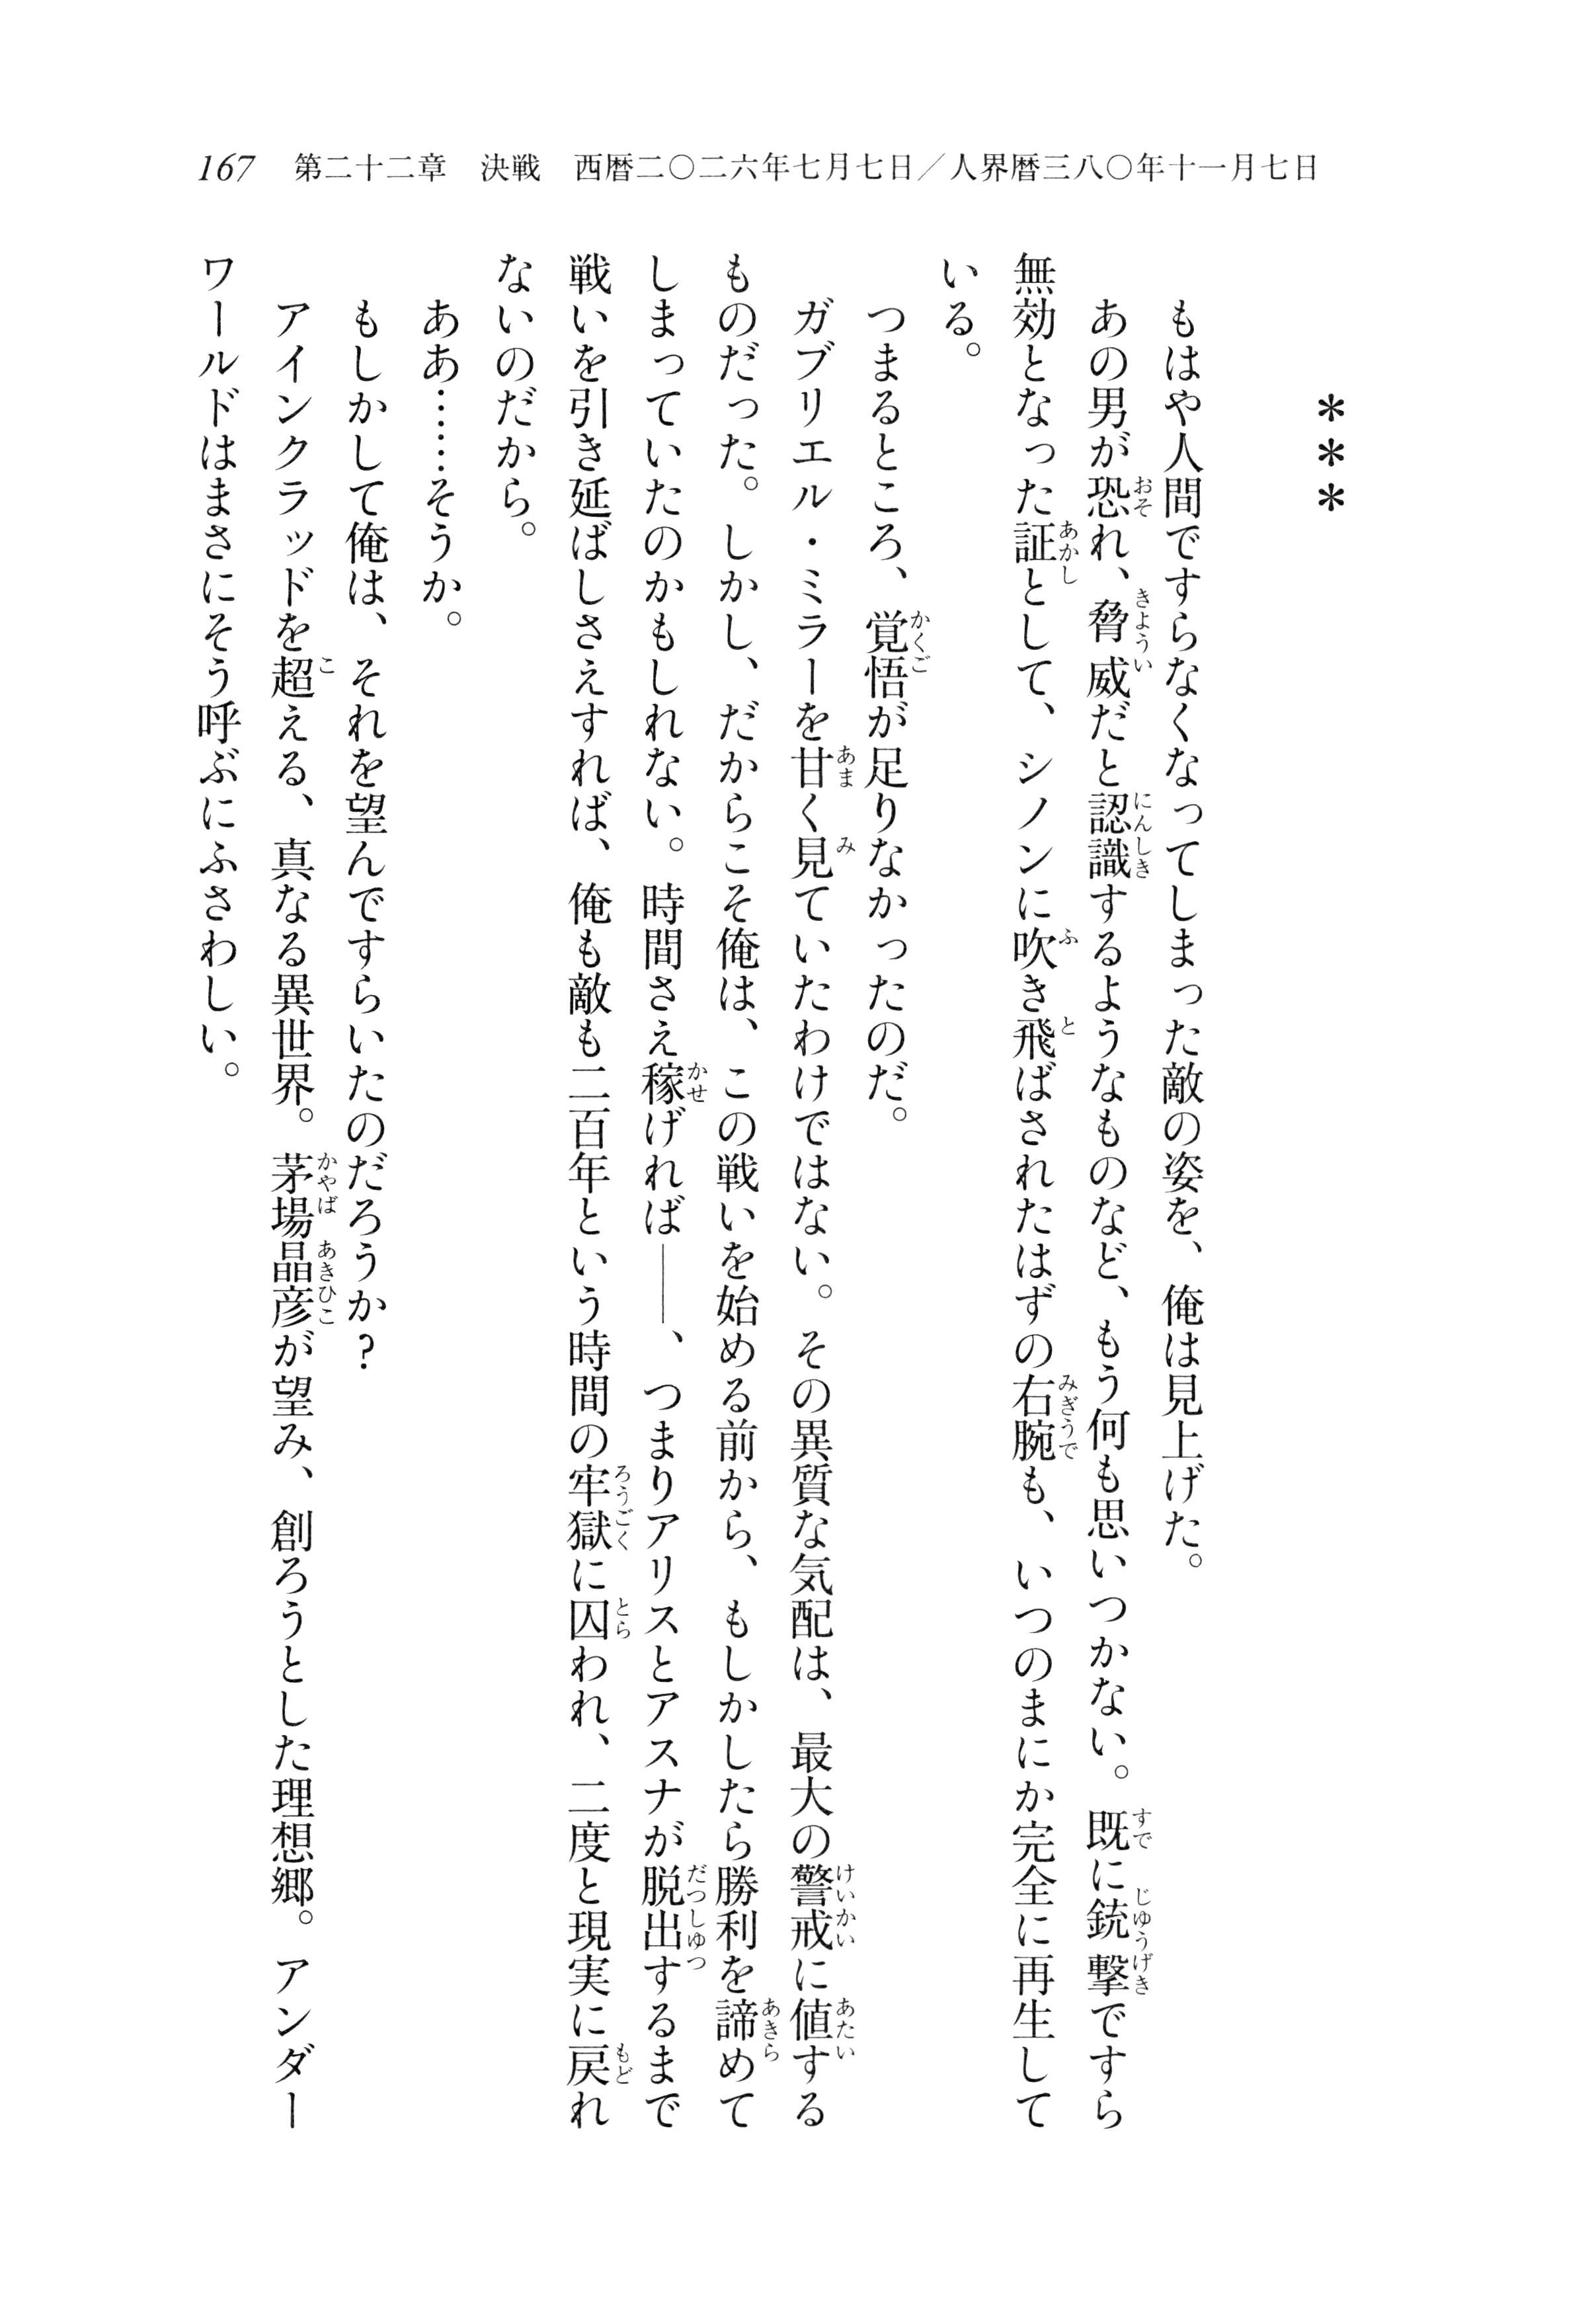 167 第二十二章 決戦 西暦二〇二六年七月七日／人界暦三八〇年十一月七日
＊＊＊
もはや人間ですらなくなってしまった敵の姿を、俺は見上げた。
あの男が恐れ、脅威だと認識するようなものなど、もう何も思いつかない。既に銃撃ですら
無効となった証として、シノンに吹き飛ばされたはずの右腕も、いつのまにか完全に再生して
いる。
つまるところ、覚悟が足りなかったのだ。
ガブリエル・ミラーを甘く見ていたわけではない。その異質な気配は、最大の警戒に値する
ものだった。しかし、だからこそ俺は、この戦いを始める前から、もしかしたら勝利を諦めて
しまっていたのかもしれない。時間さえ稼げれば――、つまりアリスとアスナが脱出するまで
戦いを引き延ばしさえすれば、俺も敵も二百年という時間の牢獄に囚われ、二度と現実に戻れ
ないのだから。
ああ……そうか。
もしかして俺は、それを望んですらいたのだろうか？
アインクラッドを超える、真なる異世界。茅場晶彦が望み、創ろうとした理想郷。アンダー
ワールドはまさにそう呼ぶにふさわしい。